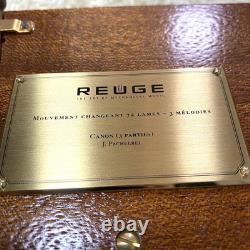 REUGE
THE ART OF MECHANICAL MUSIC
MOUVEMENT CHANGEANT 72 LAMES - 3 MÉLODIES
CANON (3 PARTIES)
J. PACHELBEL